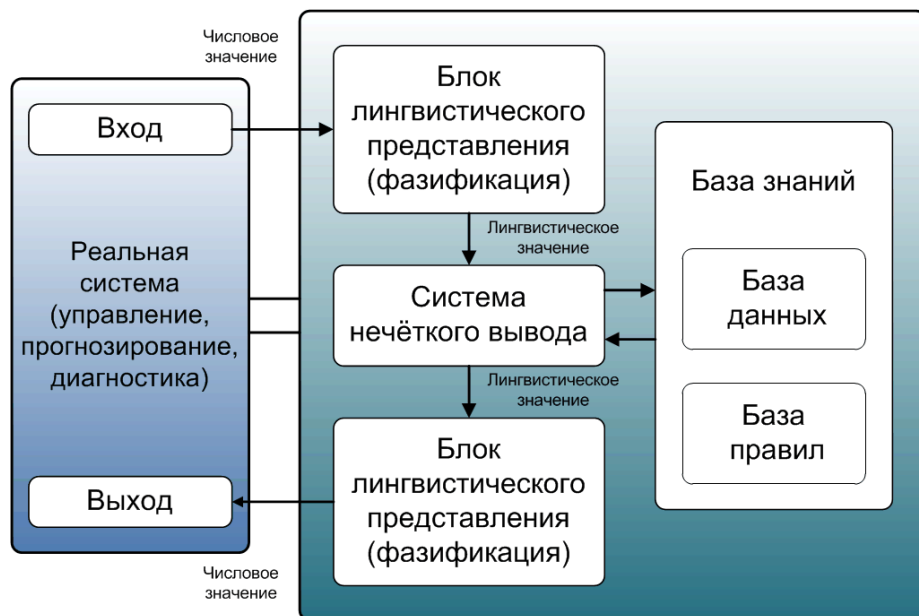 Числовое
значение
Вход
Реальная
система
(управление,
прогнозирование,
диагностика)
Выход
Числовое
значение
Блок
лингвистического
представления
(фазификация)
Лингвистическое
значение
Система
нечёткого вывода
Лингвистическое
значение
Блок
лингвистического
представления
(фазификация)
База знаний
База
данных
База
правил